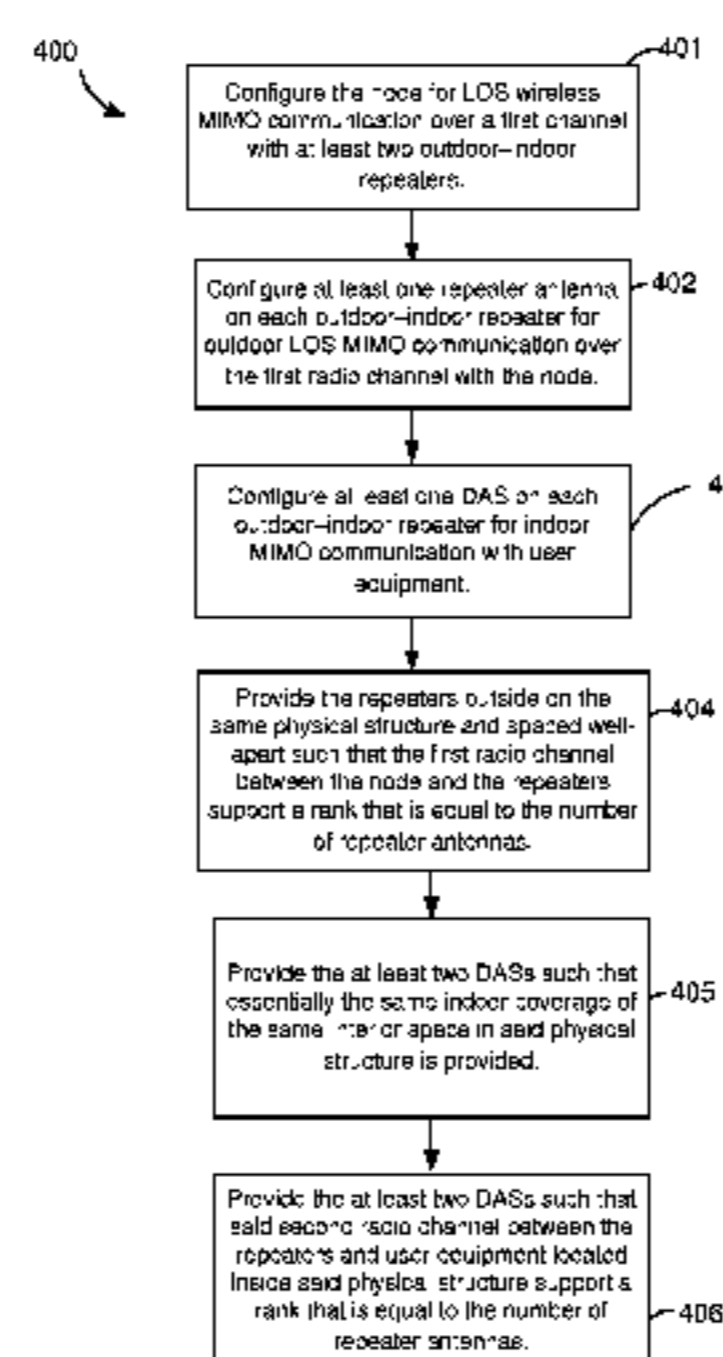 400
401
Configure the node for LOS wireless
MIMO communication over a first channel
with at least two outdoor-indoor
repeaters.
402
Configure at least one repeater antenna
on each outdoor-indoor repeater for
outdoor LOS MIMO communication over
the first radio channel with the node.
4
Configure at least one DAS on each
outdoor-indoor repeater for indoor
MIMO communication with user
equipment.
404
Provide the repeaters outside on the
same physical structure and spaced well-
apart such that the first radio channel
between the node and the repeaters
support a rank that is equal to the number
of repeater antennas.
405
Provide the at least two DASs such that
essentially the same indoor coverage of
the same interior space in said physical
structure is provided.
Provide the at least two DASs such that
said second radio channel between the
repeaters and user equipment located
inside said physical structure support a
rank that is equal to the number of
repeater antennas.
406